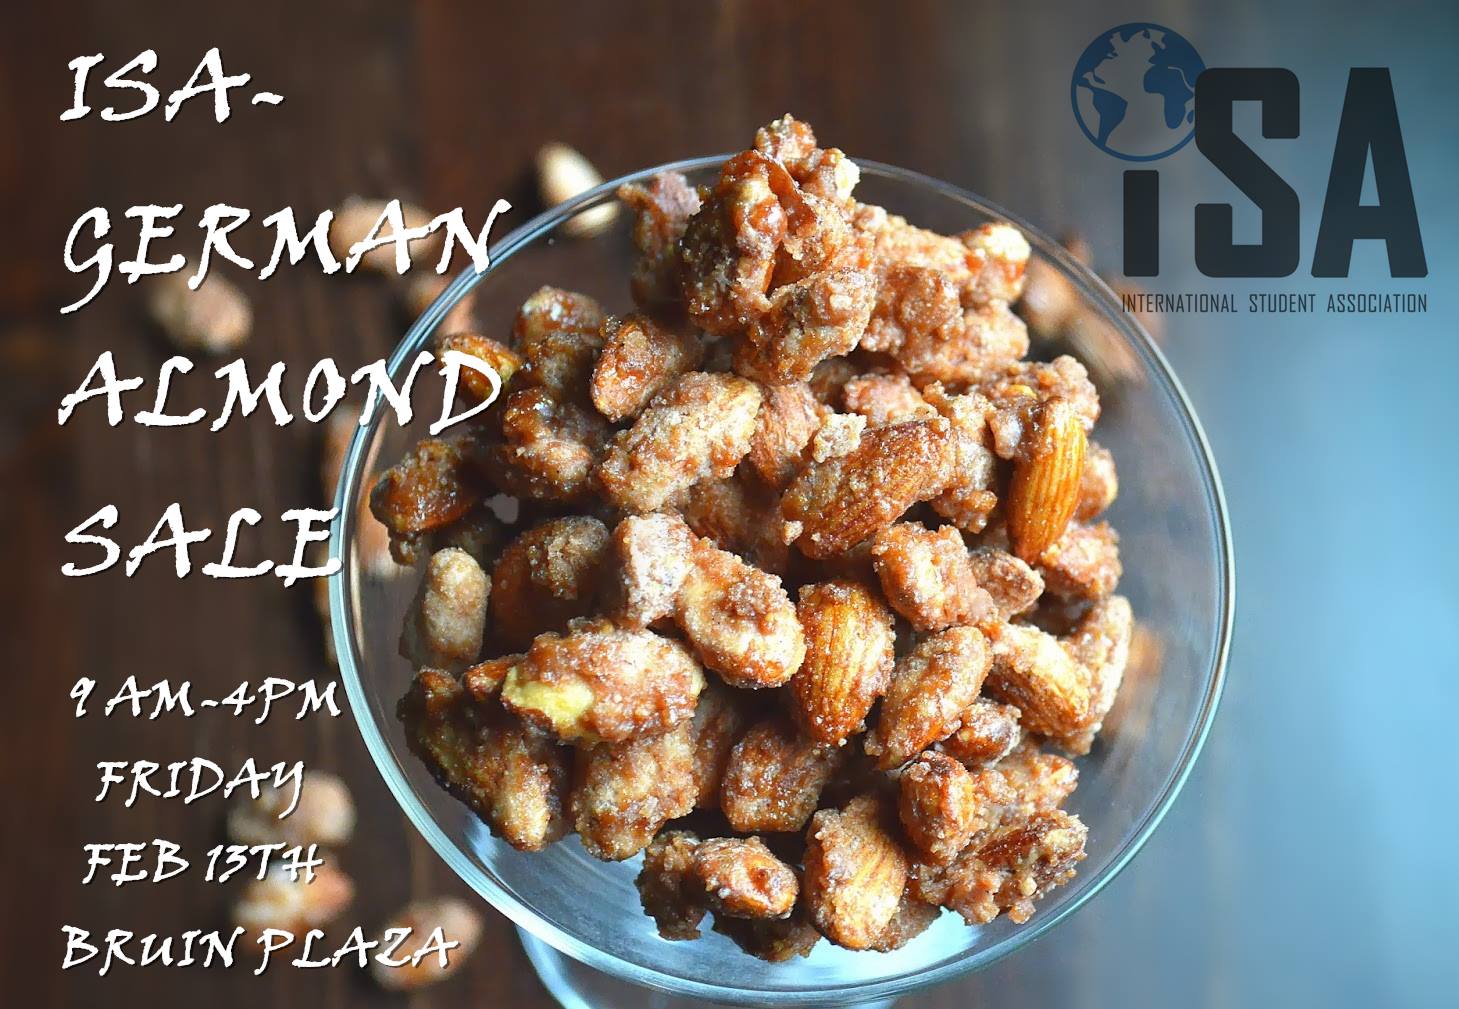 ISA-
GERMAN
ALMOND
SALE
9 AM-4PM
FRIDAY
FEB 13TH
BRUIN PLAZA
iSA
INTERNATIONAL STUDENT ASSOCIATION